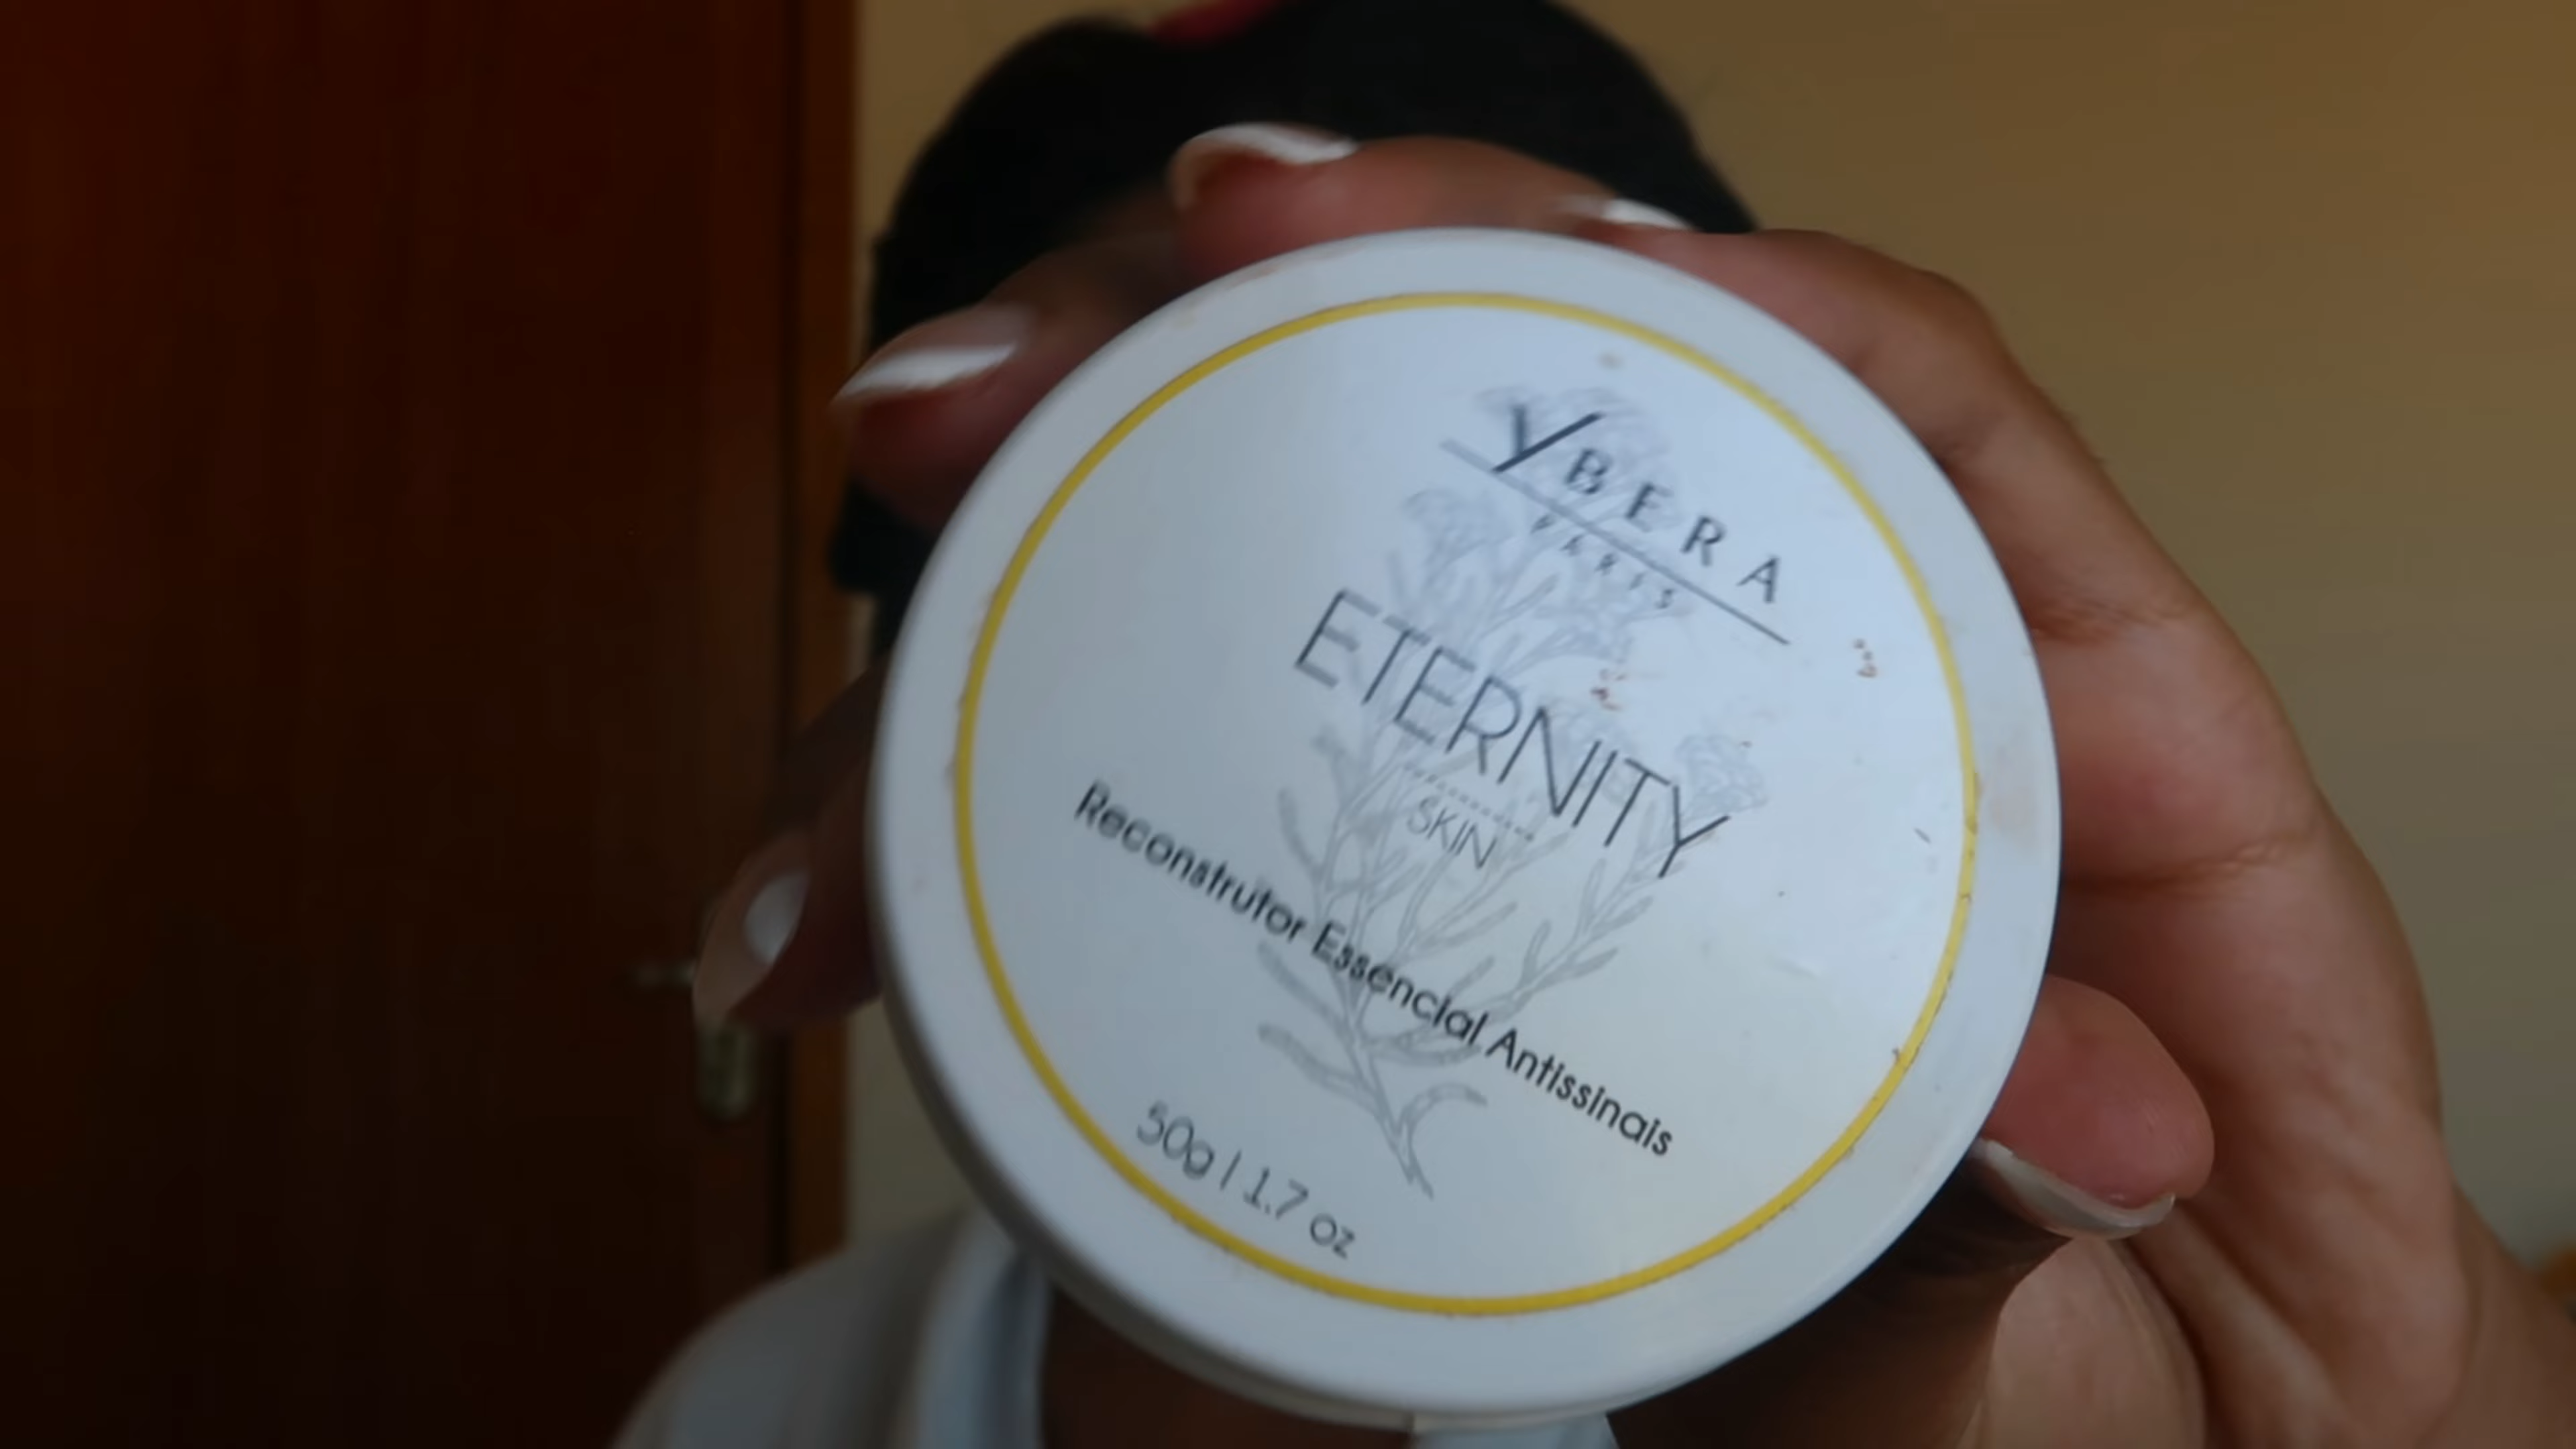 YBERA
PARIS
ETERNITY
SKIN
Reconstrutor Essencial Antissinais
50g | 1.7 oz